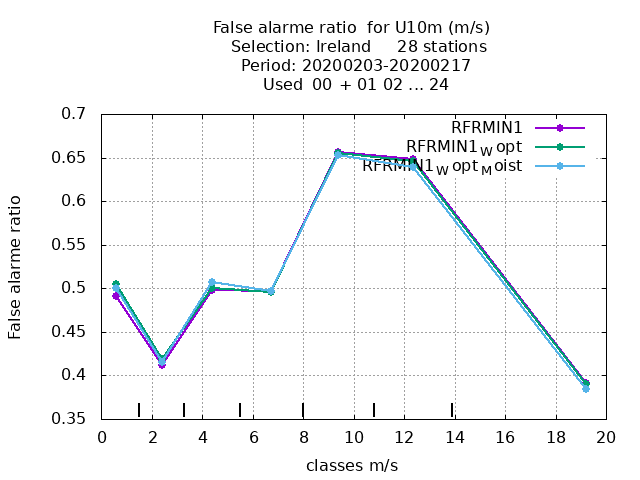 False alarme ratio  for U10m (m/s)
Selection: Ireland     28 stations
Period: 20200203-20200217
Used  00 + 01 02 ... 24
RFRMIN1
RFRMIN1_W opt
RFRMIN1_W opt_M oist
False alarme ratio
0.7
0.65
0.6
0.55
0.5
0.45
0.4
0.35
0 2 4 6 8 10 12 14 16 18 20
classes m/s